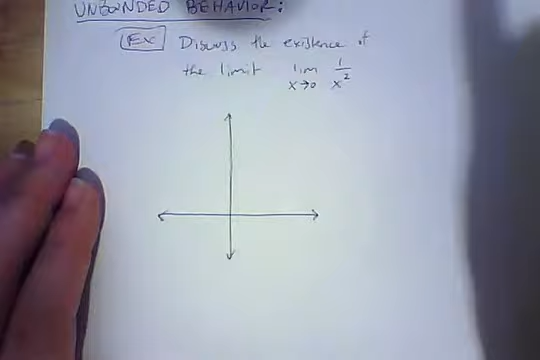 UNBOUNDED BEHAVIOR:
Ex Discuss the existence of
the limit lim x→0 1/x²